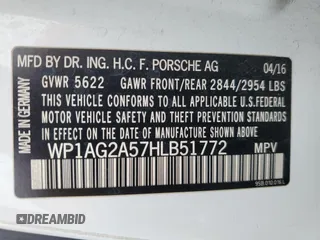 MFD BY DR. ING. H.C. F. PORSCHE AG 04/16
GVWR 5622 GAWR FRONT/REAR 2844/2954 LBS
THIS VEHICLE CONFORMS TO ALL APPLICABLE U.S. FEDERAL
MOTOR VEHICLE SAFETY, BUMPER, AND THEFT PREVENTION STANDARDS
IN EFFECT ON THE DATE OF MANUFACTURE SHOWN ABOVE.
WP1AG2A57HLB51772 MPV
MADE IN GERMANY
DRIVEBIDRIVE